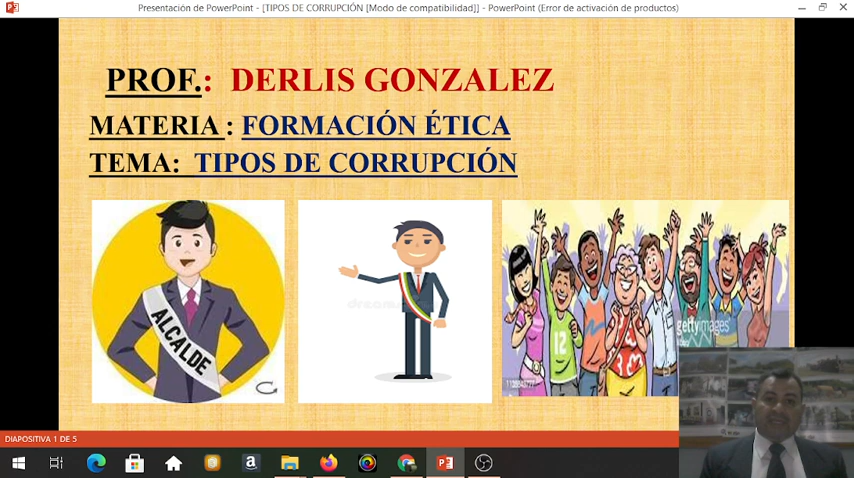 Presentación de PowerPoint - [TIPOS DE CORRUPCIÓN [Modo de compatibilidad]] - PowerPoint (Error de activación de productos)
PROF.: DERLIS GONZALEZ
MATERIA : FORMACIÓN ÉTICA
TEMA: TIPOS DE CORRUPCIÓN
ALCALDE
12
gettyimages
DIAPOSITIVA 1 DE 5